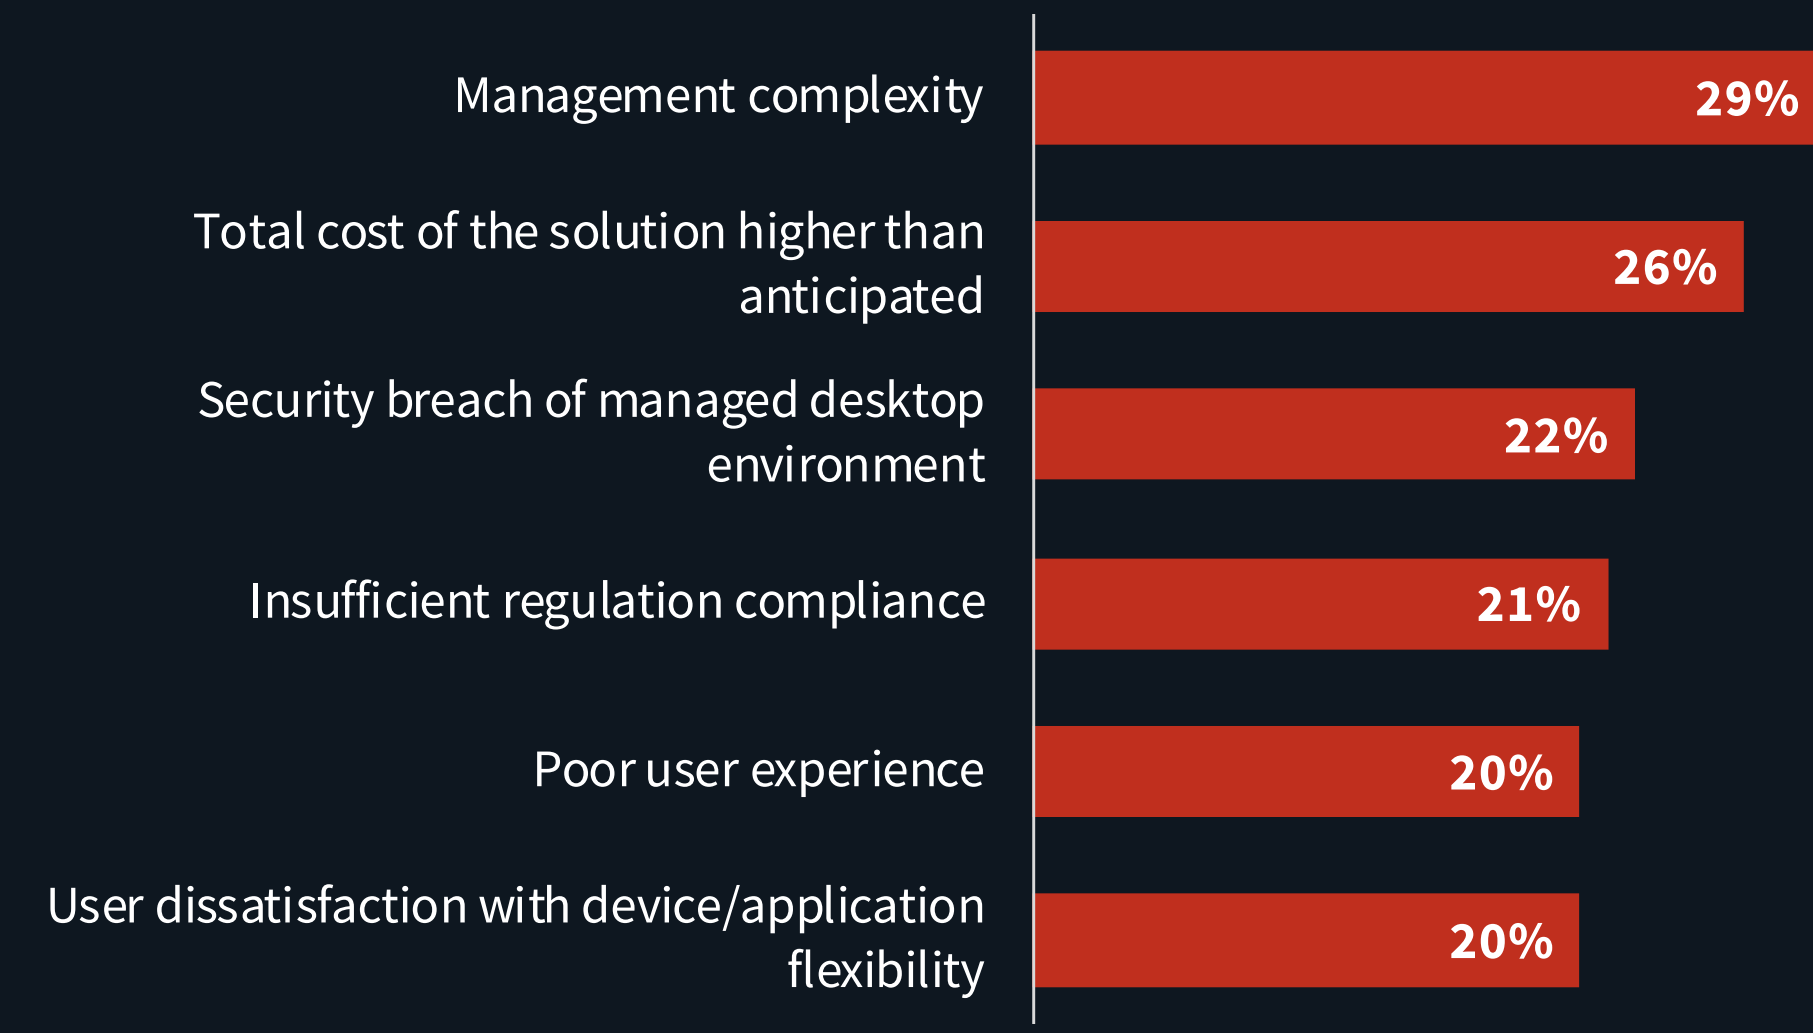 Management complexity
29%
Total cost of the solution higher than
anticipated
26%
Security breach of managed desktop
environment
22%
Insufficient regulation compliance
21%
Poor user experience
20%
User dissatisfaction with device/application
flexibility
20%